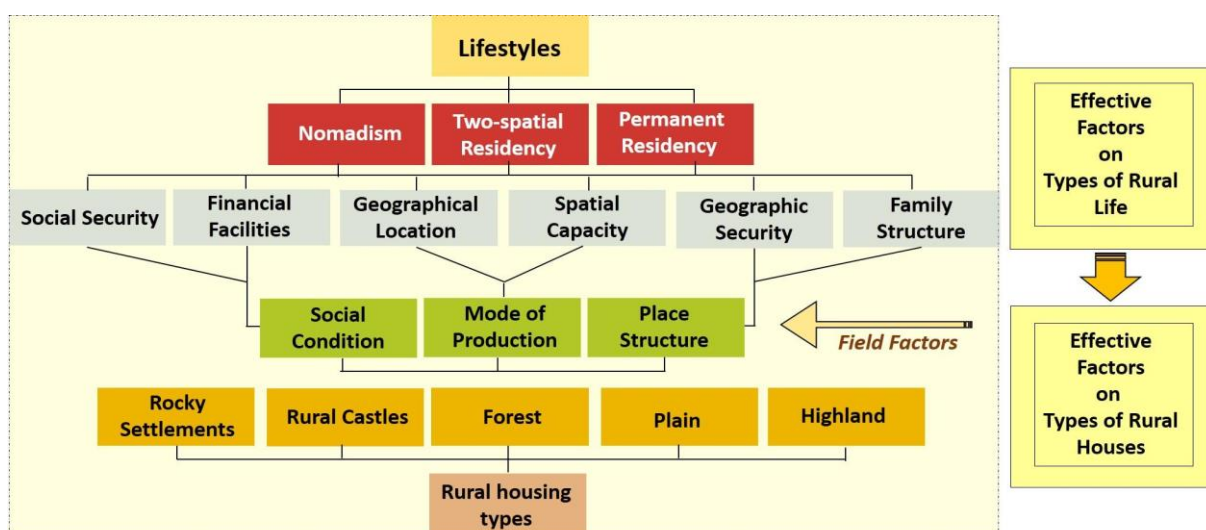 Lifestyles
Nomadism
Two-spatial
Residency
Permanent
Residency
Social Security
Financial
Facilities
Geographical
Location
Spatial
Capacity
Geographic
Security
Family
Structure
Social
Condition
Mode of
Production
Place
Structure
Field Factors
Rocky
Settlements
Rural Castles
Forest
Plain
Highland
Rural housing
types
Effective
Factors
on
Types of Rural
Life
Effective
Factors
on
Types of Rural
Houses